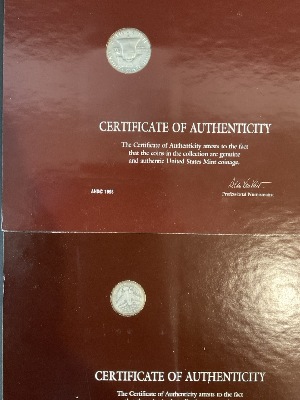 CERTIFICATE OF AUTHENTICITY
The Certificate of Authenticity attests to the fact
that the coins in the collection are genuine
and authentic United States Mint coinage.
Professional Numismatist
CERTIFICATE OF AUTHENTICITY
The Certificate of Authenticity attests to the fact